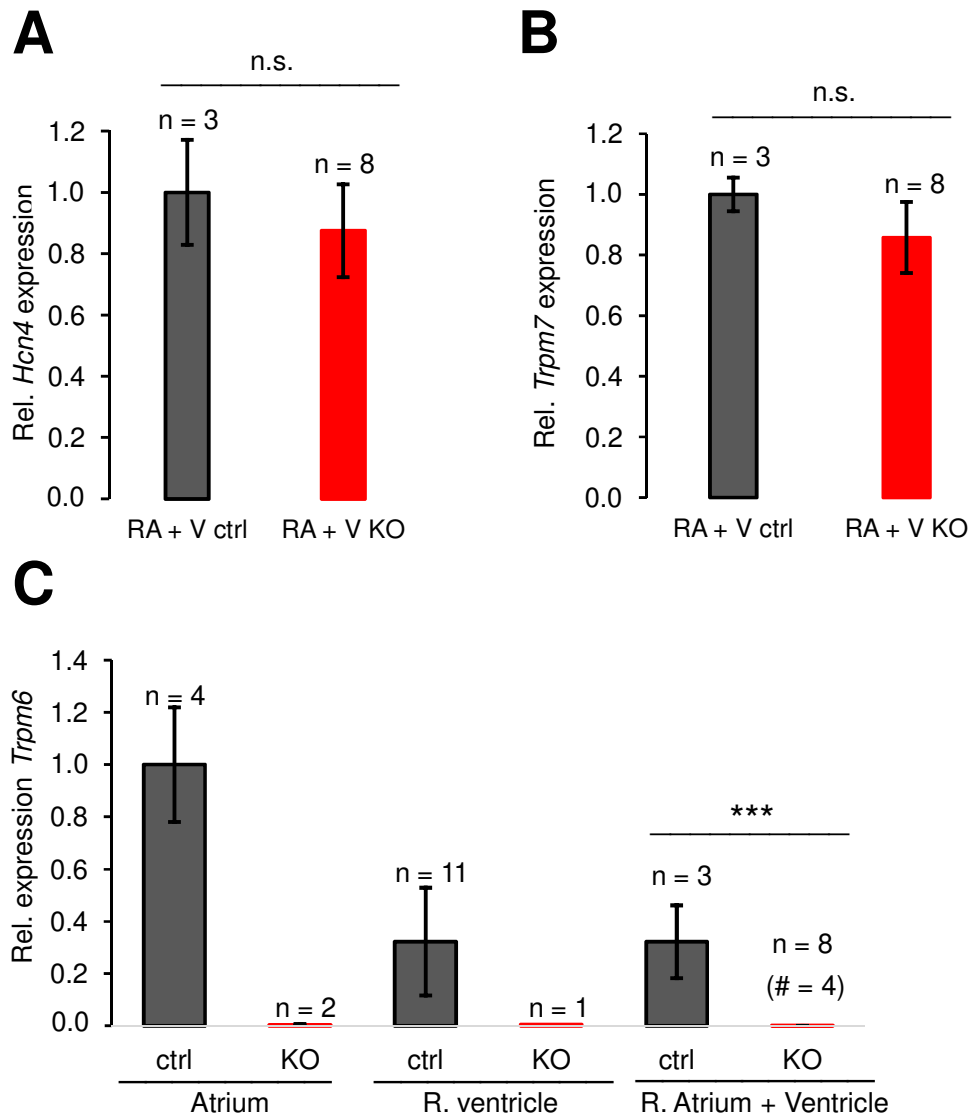 A
n.s.
n = 3
n = 8
1.2
1.0
0.8
0.6
0.4
0.2
0.0
Rel. Hcn4 expression
RA + V ctrl
RA + V KO
B
n.s.
n = 3
n = 8
1.2
1.0
0.8
0.6
0.4
0.2
0.0
Rel. Trpm7 expression
RA + V ctrl
RA + V KO
C
1.4
1.2
1.0
0.8
0.6
0.4
0.2
0.0
Rel. expression Trpm6
n = 4
n = 2
n = 11
n = 1
***
n = 3
n = 8
(# = 4)
ctrl KO ctrl KO ctrl KO
Atrium R. ventricle R. Atrium + Ventricle